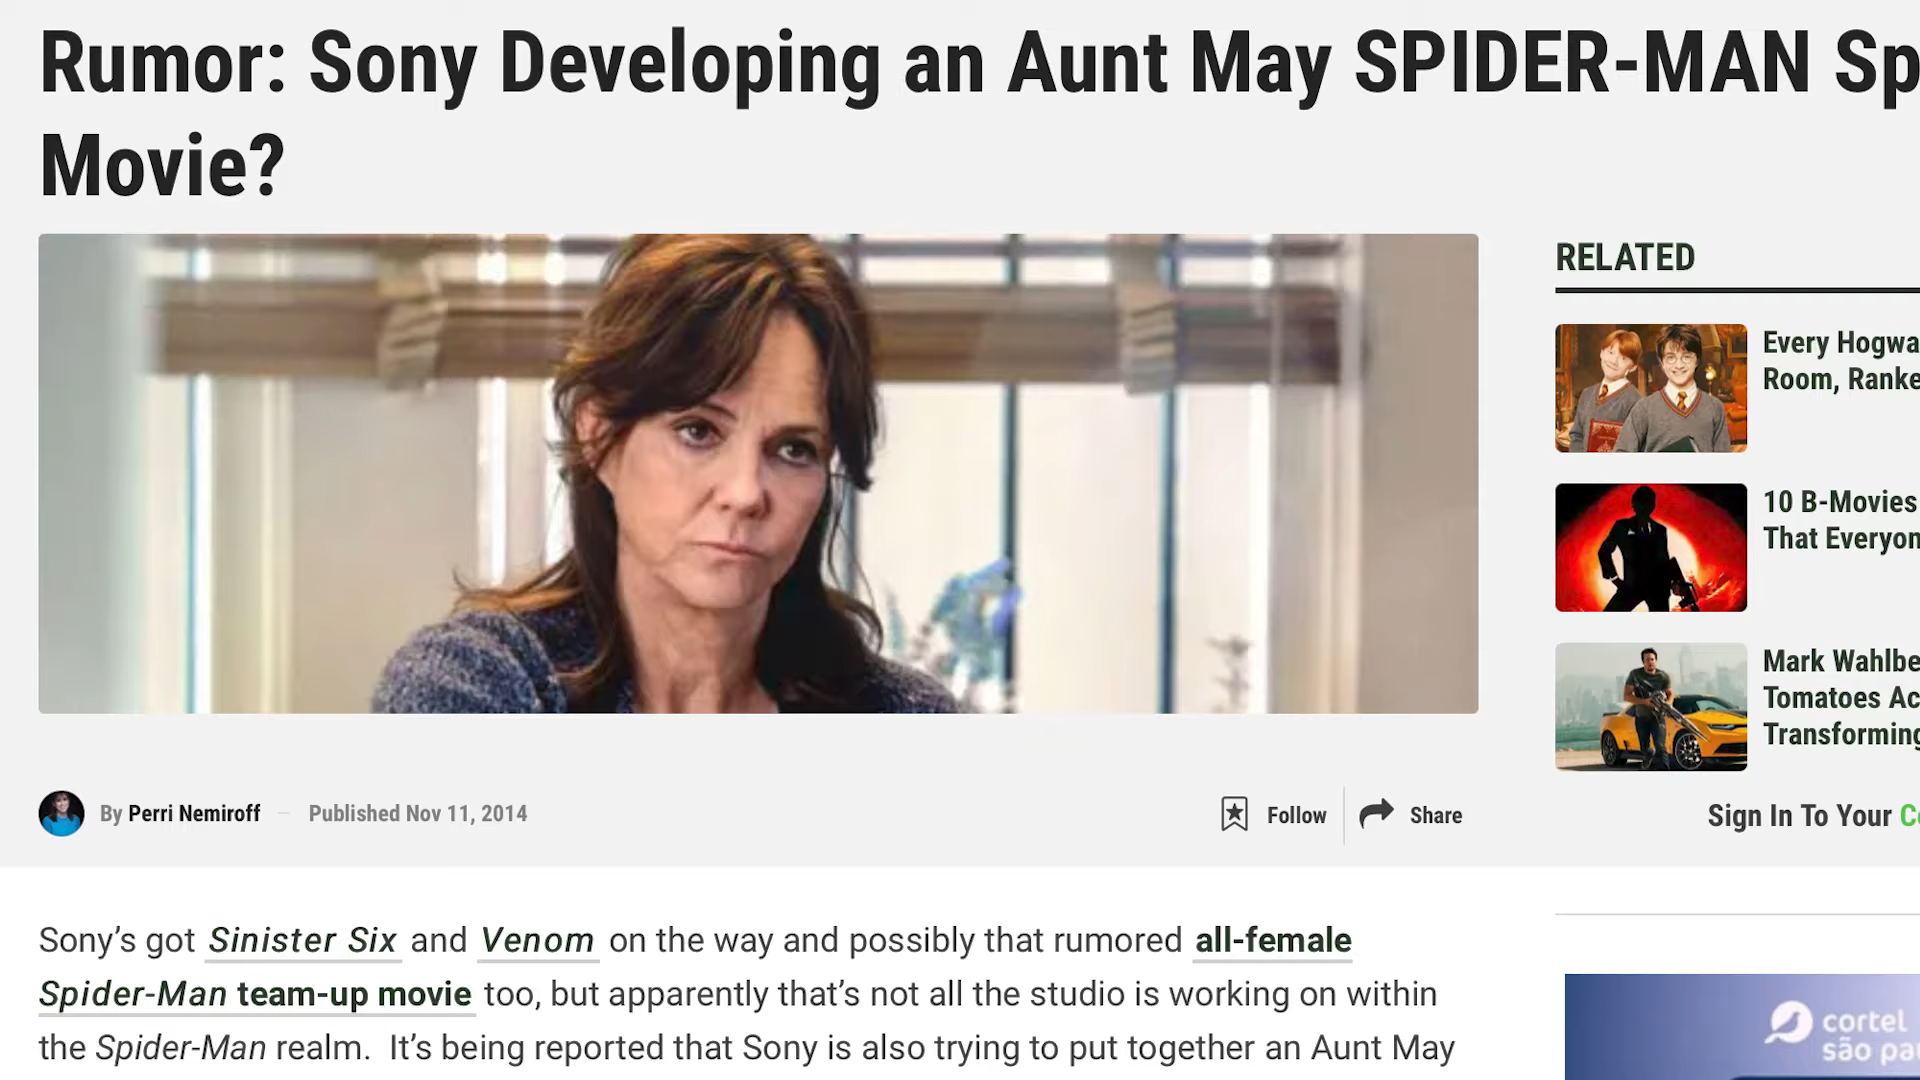 Rumor: Sony Developing an Aunt May SPIDER-MAN Sp
Movie?
RELATED
Every Hogwa
Room, Ranke
10 B-Movies
That Everyon
Mark Wahlbe
Tomatoes Ac
Transforming
By Perri Nemiroff — Published Nov 11, 2014
Follow
Share
Sign In To Your Co
Sony’s got Sinister Six and Venom on the way and possibly that rumored all-female
Spider-Man team-up movie too, but apparently that’s not all the studio is working on within
the Spider-Man realm. It’s being reported that Sony is also trying to put together an Aunt May
cortel
são pau